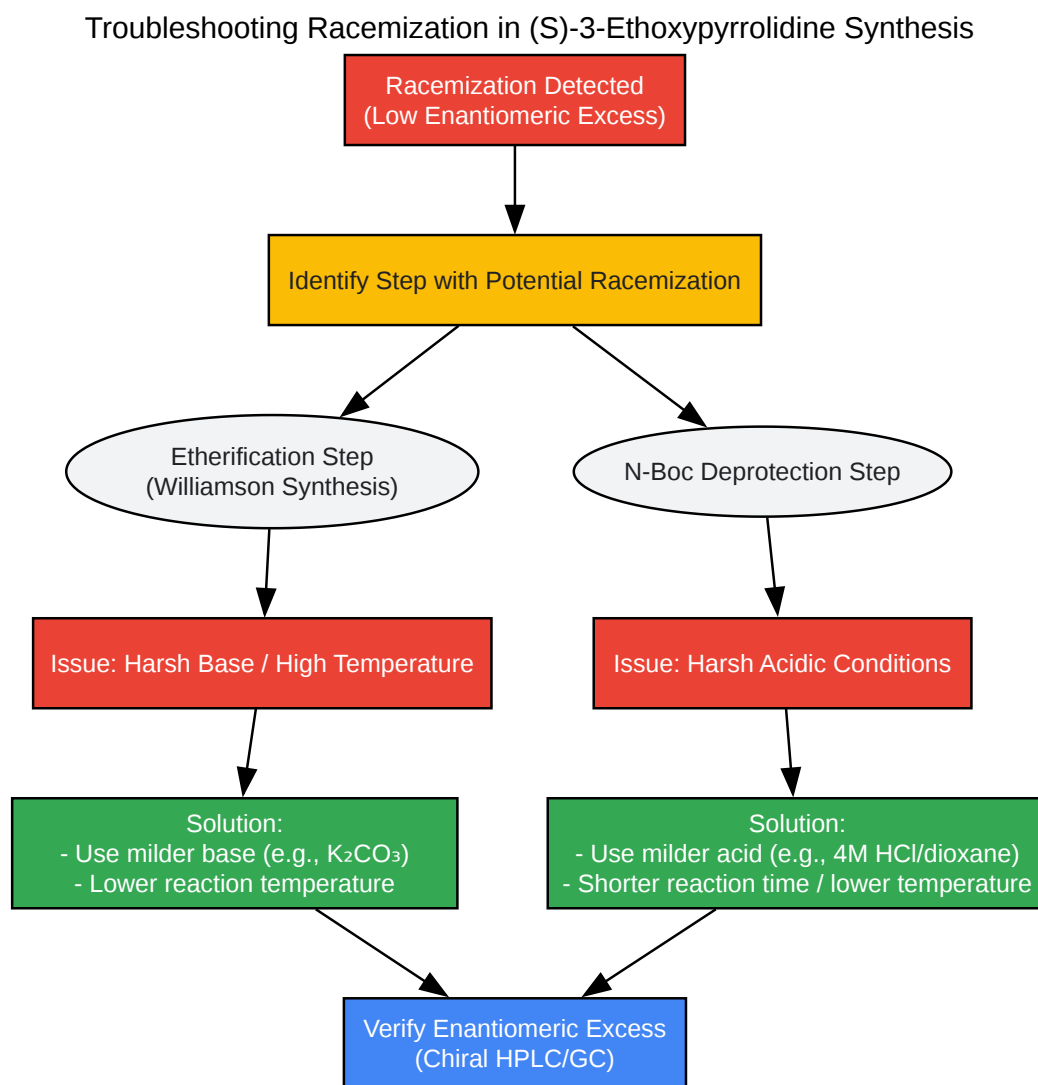 Troubleshooting Racemization in (S)-3-Ethoxypyrrolidine Synthesis
Racemization Detected
(Low Enantiomeric Excess)
Identify Step with Potential Racemization
Etherification Step
(Williamson Synthesis)
N-Boc Deprotection Step
Issue: Harsh Base / High Temperature
Issue: Harsh Acidic Conditions
Solution:
- Use milder base (e.g., K₂CO₃)
- Lower reaction temperature
Solution:
- Use milder acid (e.g., 4M HCl/dioxane)
- Shorter reaction time / lower temperature
Verify Enantiomeric Excess
(Chiral HPLC/GC)